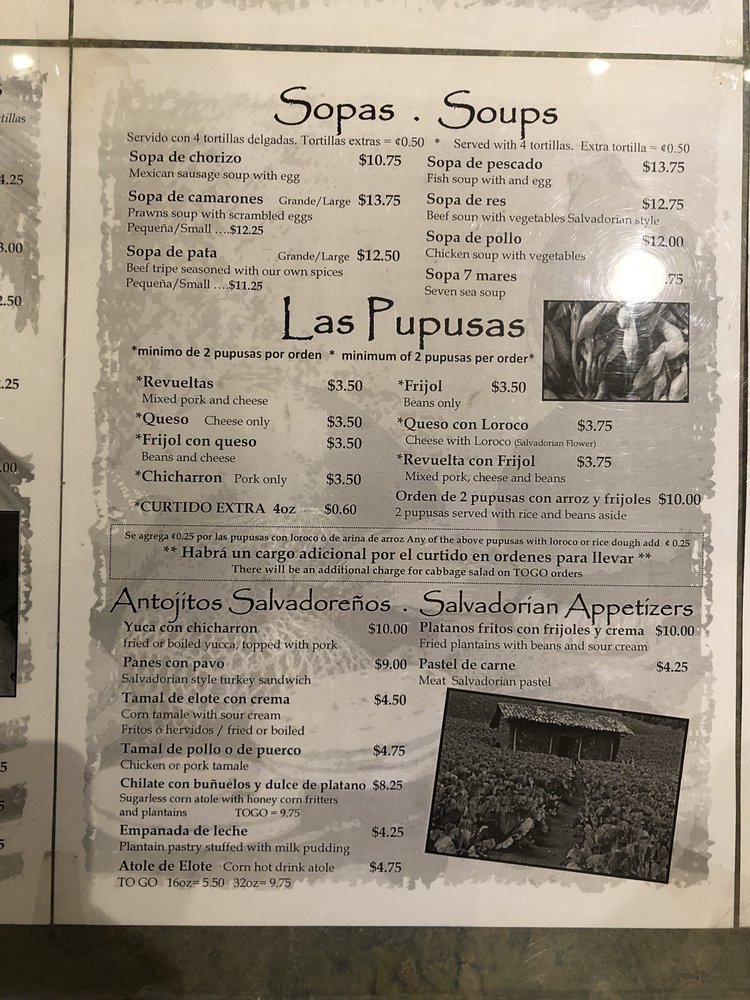 Sopas . Soups
Servido con 4 tortillas delgadas. Tortillas extras = ¢0.50 * Served with 4 tortillas. Extra tortilla = ¢0.50
Sopa de chorizo $10.75
Mexican sausage soup with egg
Sopa de camarones Grande/Large $13.75
Prawns soup with scrambled eggs
Pequeña/Small ....$12.25
Sopa de pata Grande/Large $12.50
Beef tripe seasoned with our own spices
Pequeña/Small ....$11.25
Sopa de pescado $13.75
Fish soup with and egg
Sopa de res $12.75
Beef soup with vegetables Salvadorian style
Sopa de pollo $12.00
Chicken soup with vegetables
Sopa 7 mares .75
Seven sea soup
Las Pupusas
*minimo de 2 pupusas por orden * minimum of 2 pupusas per order*
*Revueltas $3.50
Mixed pork and cheese
*Queso Cheese only $3.50
*Frijol con queso $3.50
Beans and cheese
*Chicharron Pork only $3.50
*CURTIDO EXTRA 4oz $0.60
*Frijol $3.50
Beans only
*Queso con Loroco $3.75
Cheese with Loroco (Salvadorian Flower)
*Revuelta con Frijol $3.75
Mixed pork, cheese and beans
Orden de 2 pupusas con arroz y frijoles $10.00
2 pupusas served with rice and beans aside
Se agrega ¢0.25 por las pupusas con loroco ó de arina de arroz Any of the above pupusas with loroco or rice dough add ¢ 0.25
** Habrá un cargo adicional por el curtido en ordenes para llevar **
There will be an additional charge for cabbage salad on TOGO orders
Antojitos Salvadoreños . Salvadorian Appetizers
Yuca con chicharron $10.00
fried or boiled yucca, topped with pork
Panes con pavo $9.00
Salvadorian style turkey sandwich
Tamal de elote con crema $4.50
Corn tamale with sour cream
Fritos ó hervidos / fried or boiled
Tamal de pollo o de puerco $4.75
Chicken or pork tamale
Chilate con buñuelos y dulce de platano $8.25
Sugarless corn atole with honey corn fritters
and plantains TOGO = 9.75
Empanada de leche $4.25
Plantain pastry stuffed with milk pudding
Atole de Elote Corn hot drink atole $4.75
TO GO 16oz= 5.50 32oz= 9.75
Platanos fritos con frijoles y crema $10.00
Fried plantains with beans and sour cream
Pastel de carne $4.25
Meat Salvadorian pastel